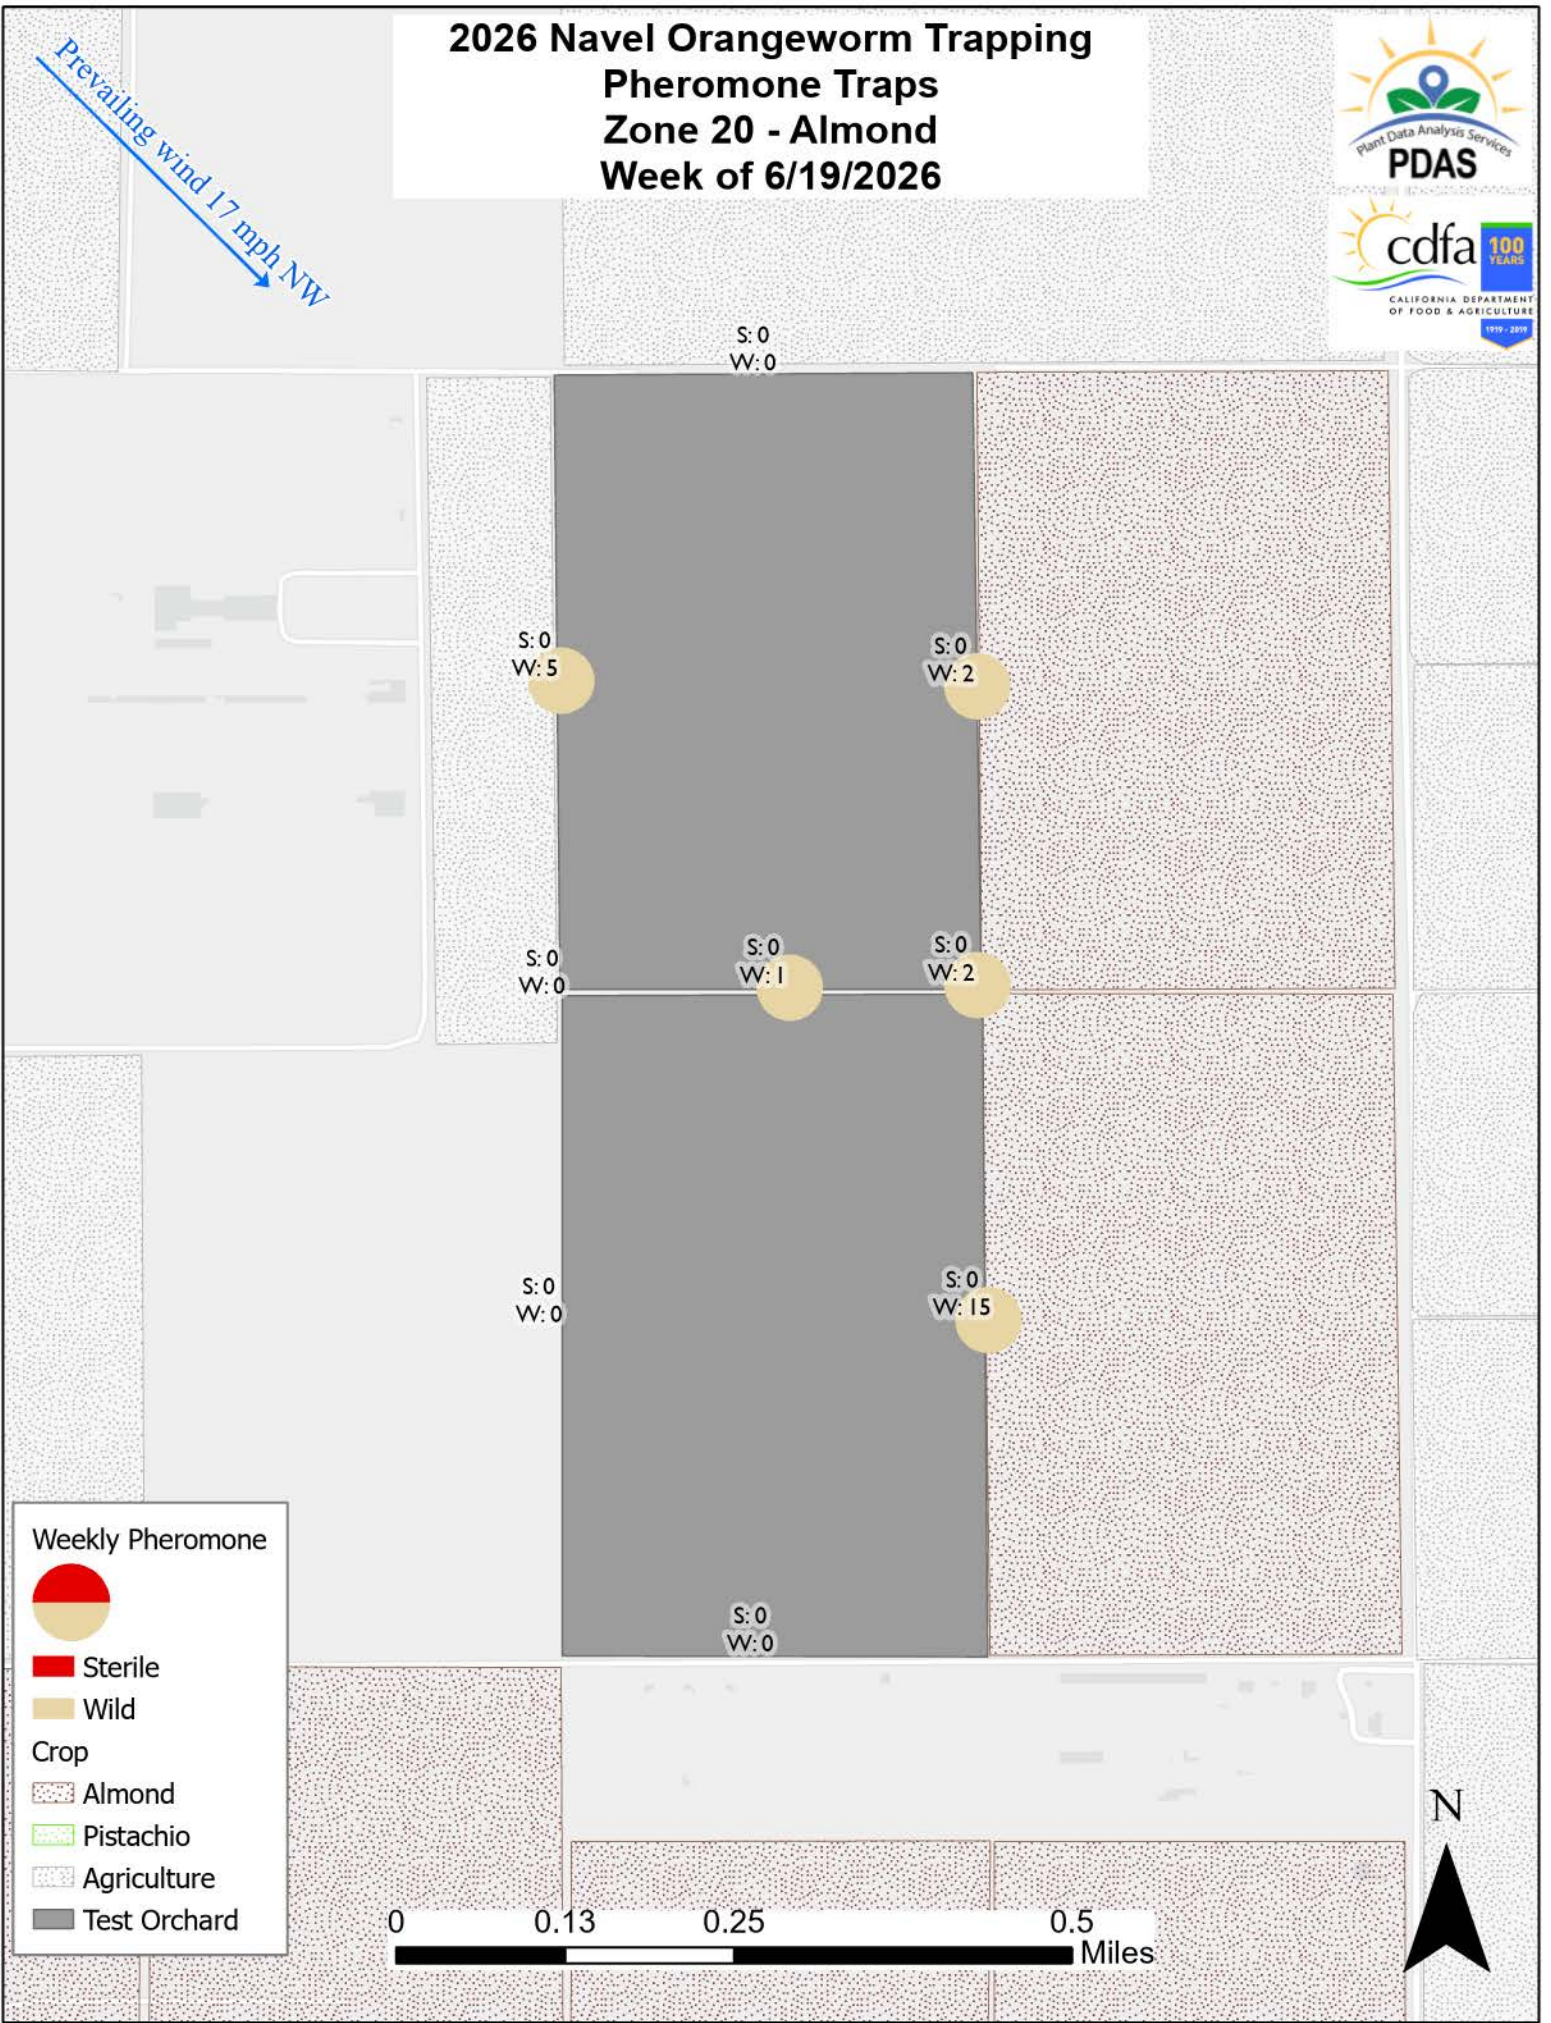 2026 Navel Orangeworm Trapping
Pheromone Traps
Zone 20 - Almond
Week of 6/19/2026
Prevailing wind 17 mph NW
Plant Data Analysis Services
PDAS
cdfa
100
YEARS
CALIFORNIA DEPARTMENT
OF FOOD & AGRICULTURE
1919 - 2019
S: 0
W: 0
S: 0
W: 5
S: 0
W: 2
S: 0
W: 0
S: 0
W: 1
S: 0
W: 2
S: 0
W: 0
S: 0
W: 15
S: 0
W: 0
Weekly Pheromone
Sterile
Wild
Crop
Almond
Pistachio
Agriculture
Test Orchard
0 0.13 0.25 0.5
Miles
N